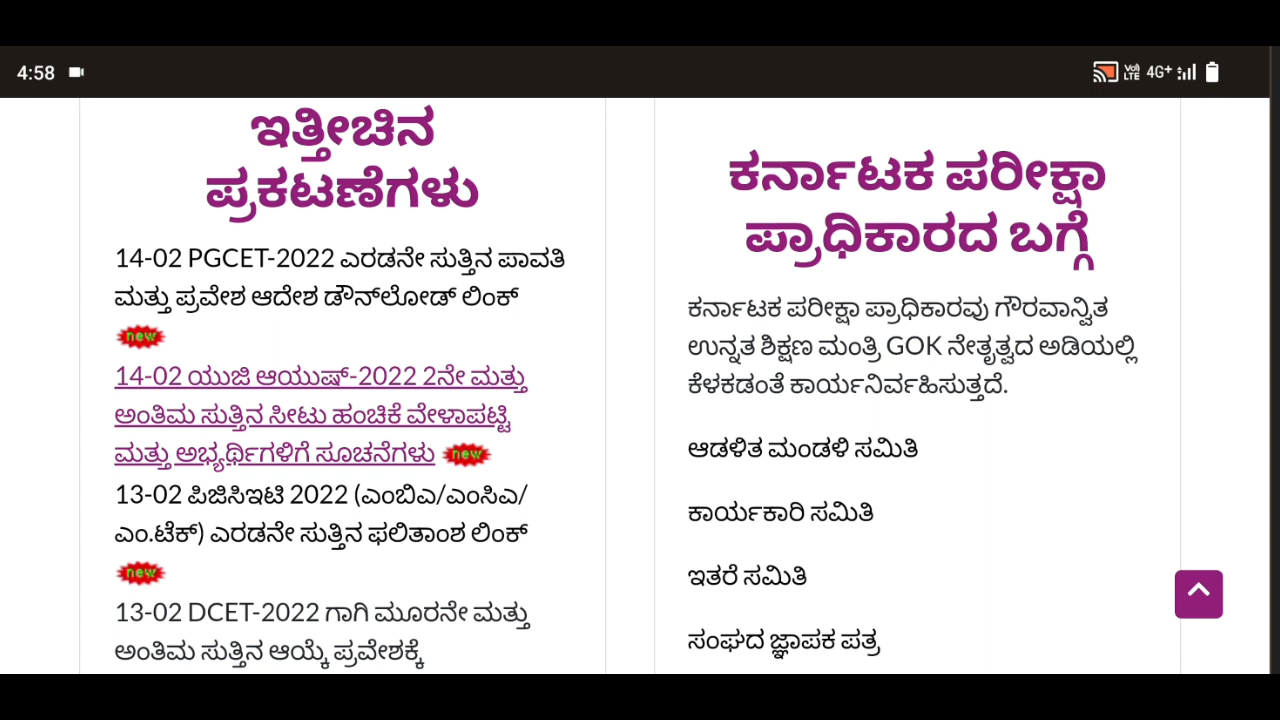 4:58
VoLTE 4G+
ಇತ್ತೀಚಿನ
ಪ್ರಕಟಣೆಗಳು
14-02 PGCET-2022 ಎರಡನೇ ಸುತ್ತಿನ ಪಾವತಿ
ಮತ್ತು ಪ್ರವೇಶ ಆದೇಶ ಡೌನ್‌ಲೋಡ್ ಲಿಂಕ್
new
14-02 ಯುಜಿ ಆಯುಷ್-2022 2ನೇ ಮತ್ತು
ಅಂತಿಮ ಸುತ್ತಿನ ಸೀಟು ಹಂಚಿಕೆ ವೇಳಾಪಟ್ಟಿ
ಮತ್ತು ಅಭ್ಯರ್ಥಿಗಳಿಗೆ ಸೂಚನೆಗಳು new
13-02 ಪಿಜಿಸಿಇಟಿ 2022 (ಎಂಬಿಎ/ಎಂಸಿಎ/
ಎಂ.ಟೆಕ್) ಎರಡನೇ ಸುತ್ತಿನ ಫಲಿತಾಂಶ ಲಿಂಕ್
new
13-02 DCET-2022 ಗಾಗಿ ಮೂರನೇ ಮತ್ತು
ಅಂತಿಮ ಸುತ್ತಿನ ಆಯ್ಕೆ ಪ್ರವೇಶಕ್ಕೆ
ಕರ್ನಾಟಕ ಪರೀಕ್ಷಾ
ಪ್ರಾಧಿಕಾರದ ಬಗ್ಗೆ
ಕರ್ನಾಟಕ ಪರೀಕ್ಷಾ ಪ್ರಾಧಿಕಾರವು ಗೌರವಾನ್ವಿತ
ಉನ್ನತ ಶಿಕ್ಷಣ ಮಂತ್ರಿ GOK ನೇತೃತ್ವದ ಅಡಿಯಲ್ಲಿ
ಕೆಳಕಡಂತೆ ಕಾರ್ಯನಿರ್ವಹಿಸುತ್ತದೆ.
ಆಡಳಿತ ಮಂಡಳಿ ಸಮಿತಿ
ಕಾರ್ಯಕಾರಿ ಸಮಿತಿ
ಇತರೆ ಸಮಿತಿ
ಸಂಘದ ಜ್ಞಾಪಕ ಪತ್ರ